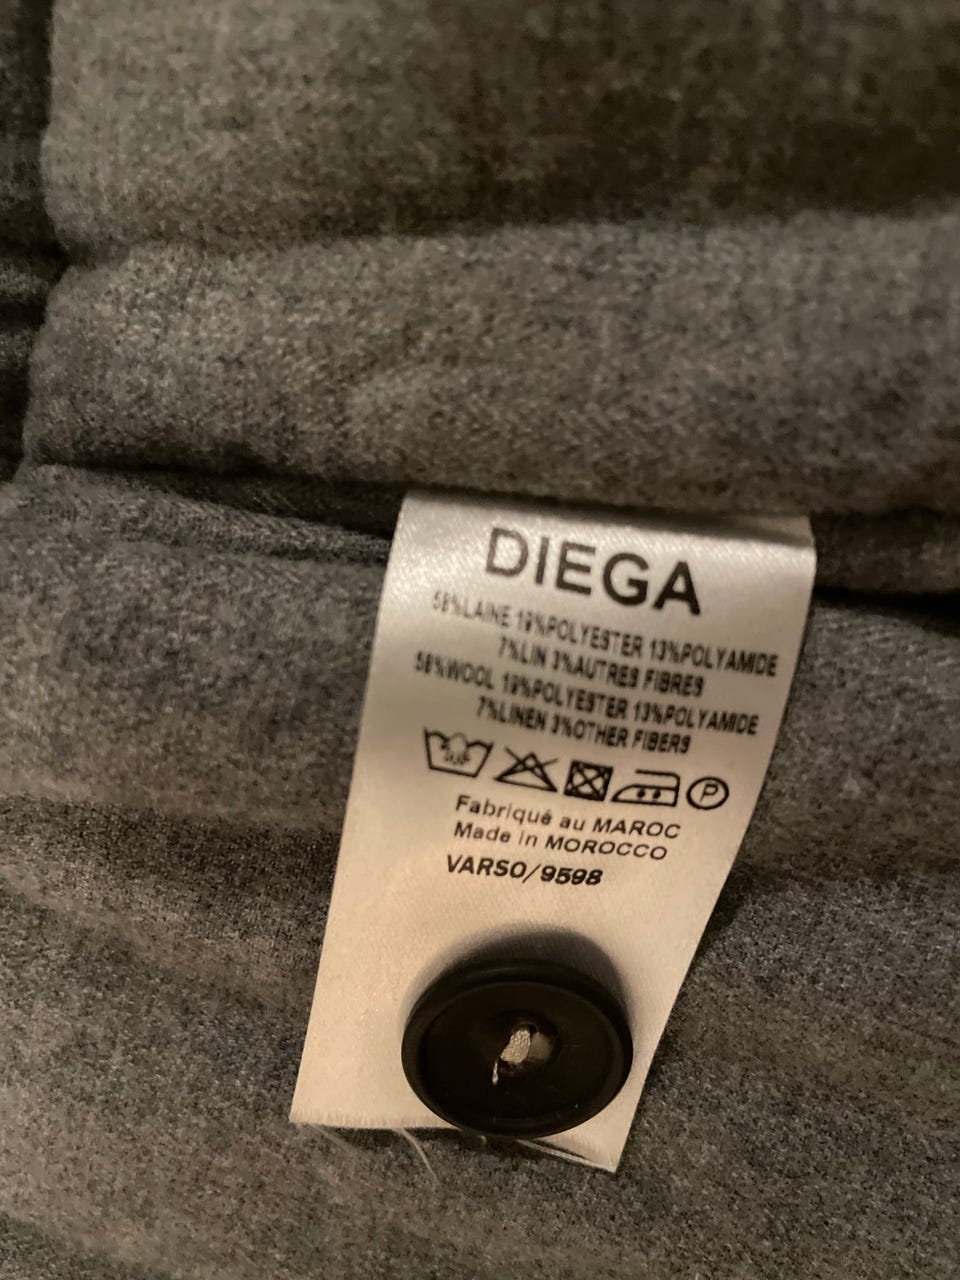 DIEGA
58%LAINE 19%POLYESTER 13%POLYAMIDE
7%LIN 3%AUTRES FIBRES
58%WOOL 19%POLYESTER 13%POLYAMIDE
7%LINEN 3%OTHER FIBERS
P
Fabriqué au MAROC
Made in MOROCCO
VARSO/9598